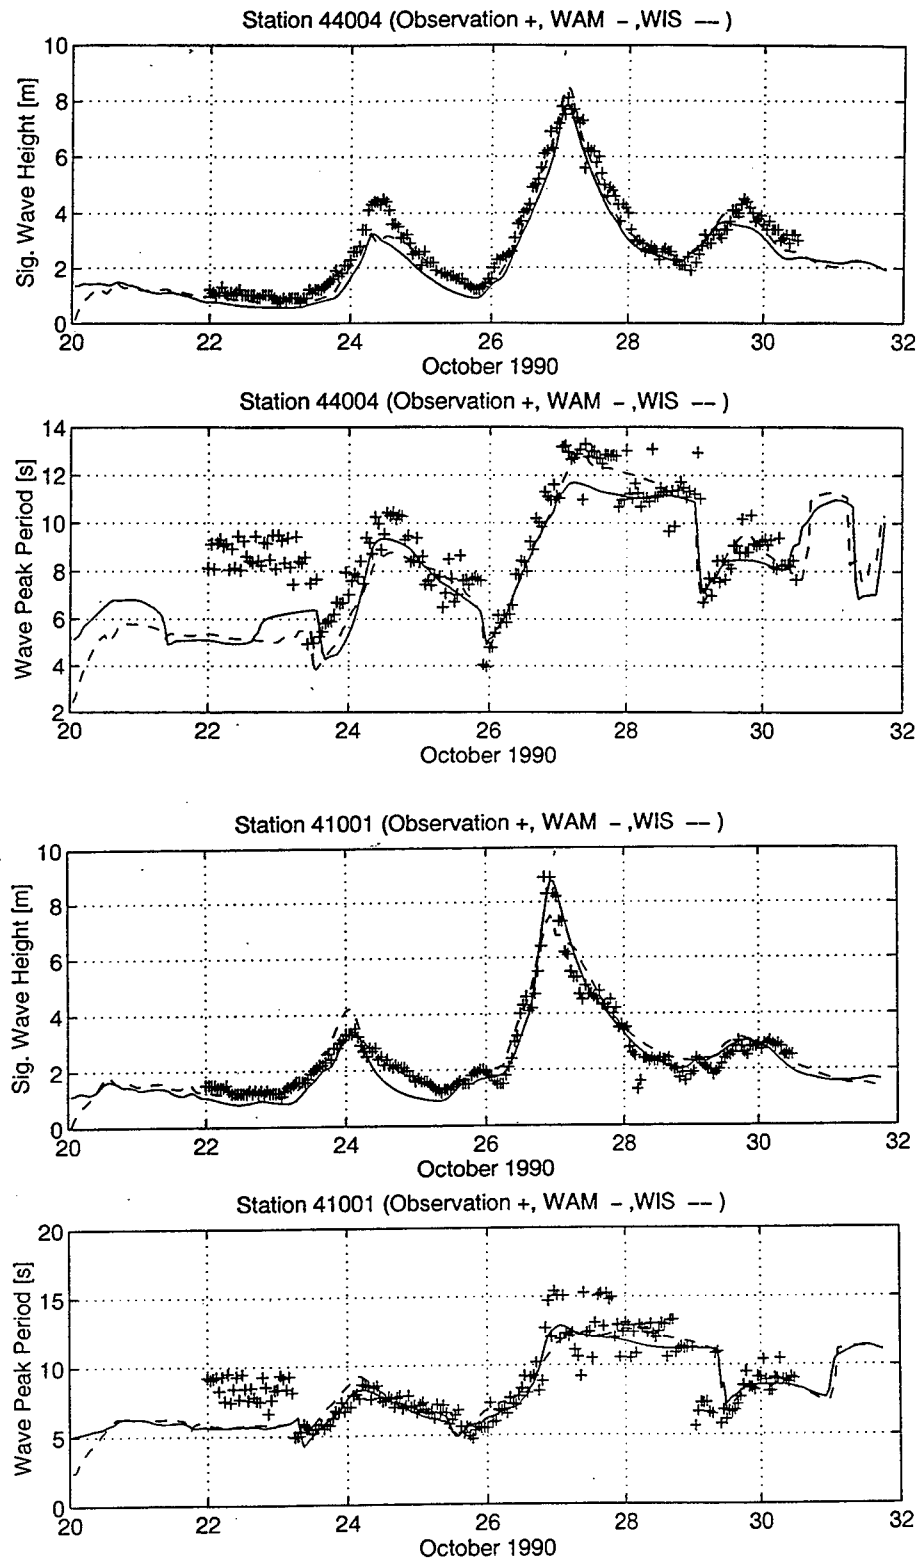 Station 44004 (Observation +, WAM - ,WIS -- )
Sig. Wave Height [m]
10
8
6
4
2
0
20 22 24 26 28 30 32
October 1990
Station 44004 (Observation +, WAM - ,WIS -- )
Wave Peak Period [s]
14
12
10
8
6
4
2
20 22 24 26 28 30 32
October 1990
Station 41001 (Observation +, WAM - ,WIS -- )
Sig. Wave Height [m]
10
8
6
4
2
0
20 22 24 26 28 30 32
October 1990
Station 41001 (Observation +, WAM - ,WIS -- )
Wave Peak Period [s]
20
15
10
5
0
20 22 24 26 28 30 32
October 1990